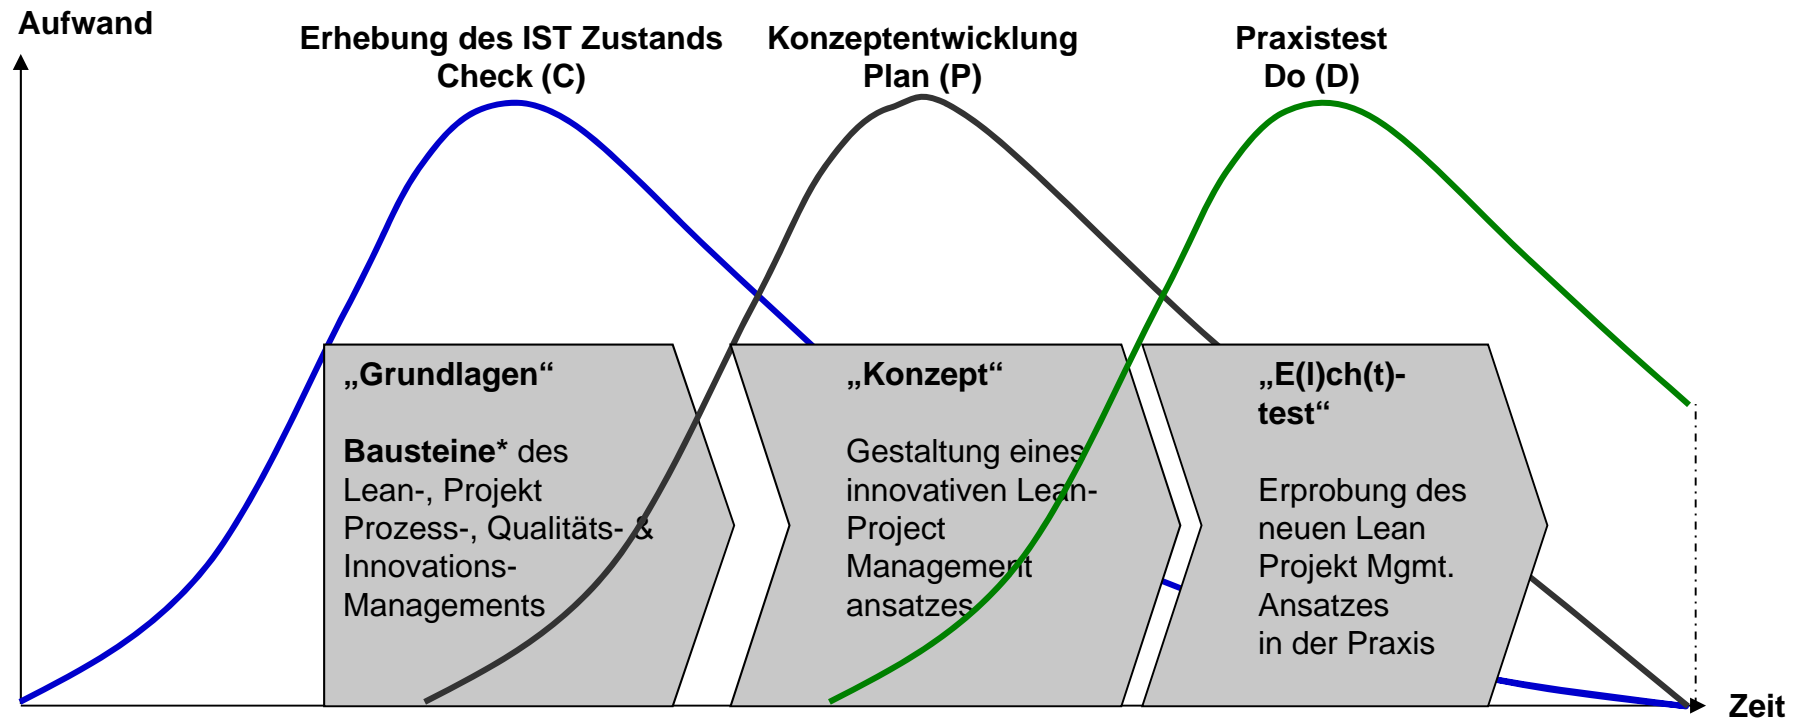 Aufwand
Erhebung des IST Zustands
Check (C)
Konzeptentwicklung
Plan (P)
Praxistest
Do (D)
„Grundlagen“
Bausteine* des
Lean-, Projekt
Prozess-, Qualitäts- &
Innovations-
Managements
„Konzept“
Gestaltung eines
innovativen Lean-
Project
Management
ansatzes
„E(l)ch(t)-
test“
Erprobung des
neuen Lean
Projekt Mgmt.
Ansatzes
in der Praxis
Zeit